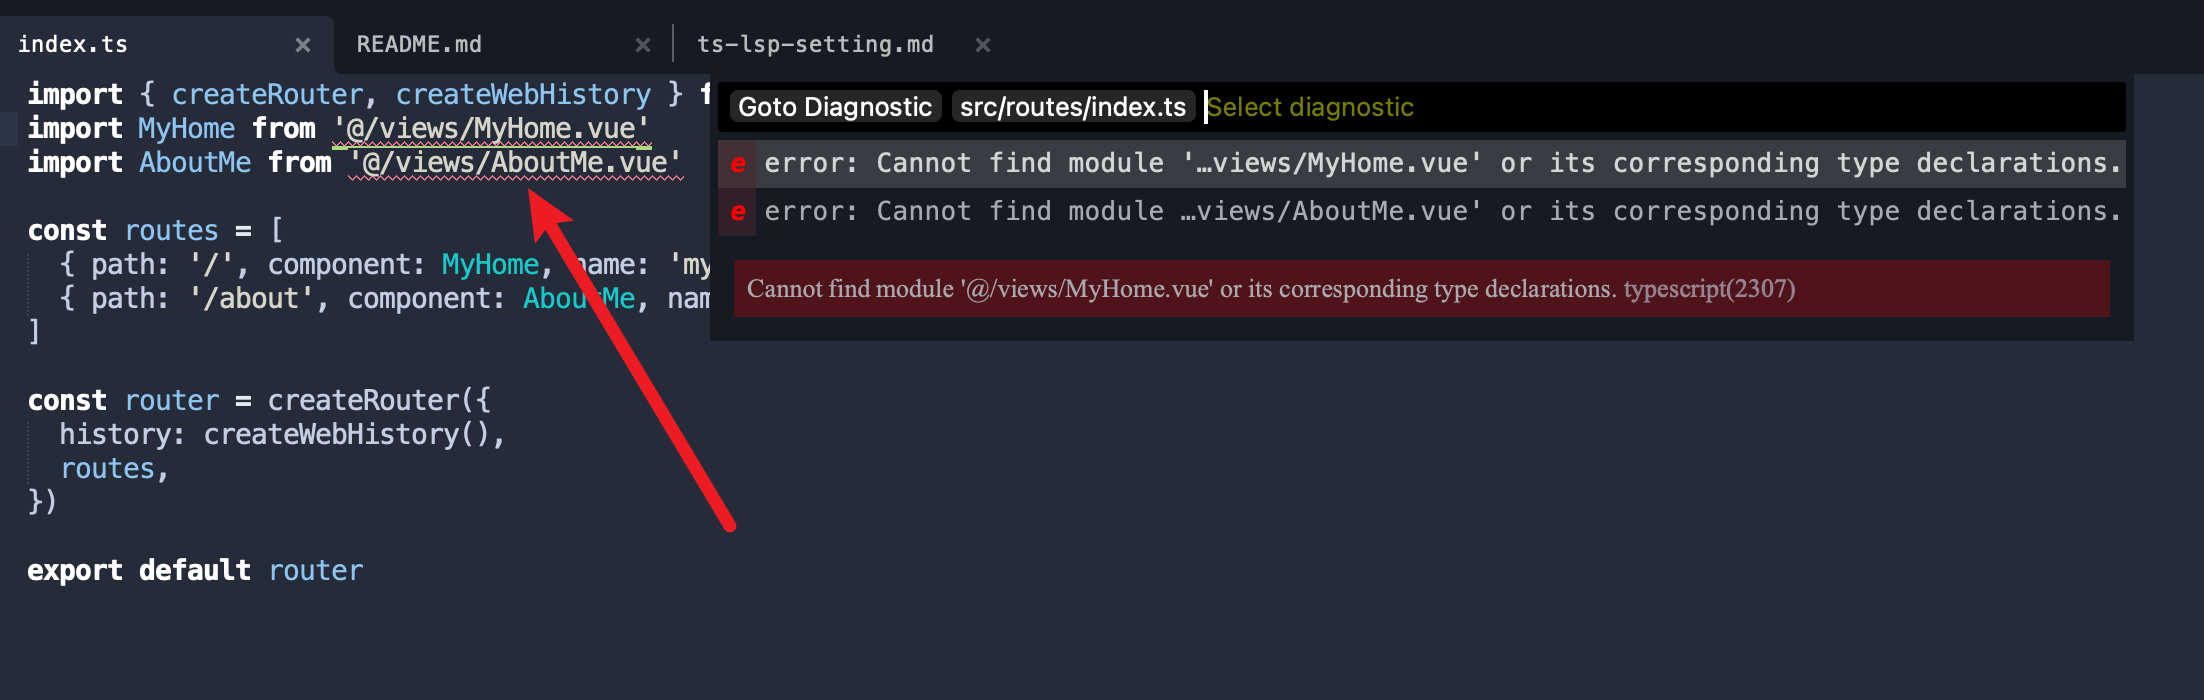 index.ts × README.md × ts-lsp-setting.md ×
import { createRouter, createWebHistory } f
import MyHome from '@/views/MyHome.vue'
import AboutMe from '@/views/AboutMe.vue'
const routes = [
{ path: '/', component: MyHome, name: 'my
{ path: '/about', component: AboutMe, nam
]
const router = createRouter({
history: createWebHistory(),
routes,
})
export default router
Goto Diagnostic src/routes/index.ts Select diagnostic
e error: Cannot find module '…views/MyHome.vue' or its corresponding type declarations.
e error: Cannot find module …views/AboutMe.vue' or its corresponding type declarations.
Cannot find module '@/views/MyHome.vue' or its corresponding type declarations. typescript(2307)